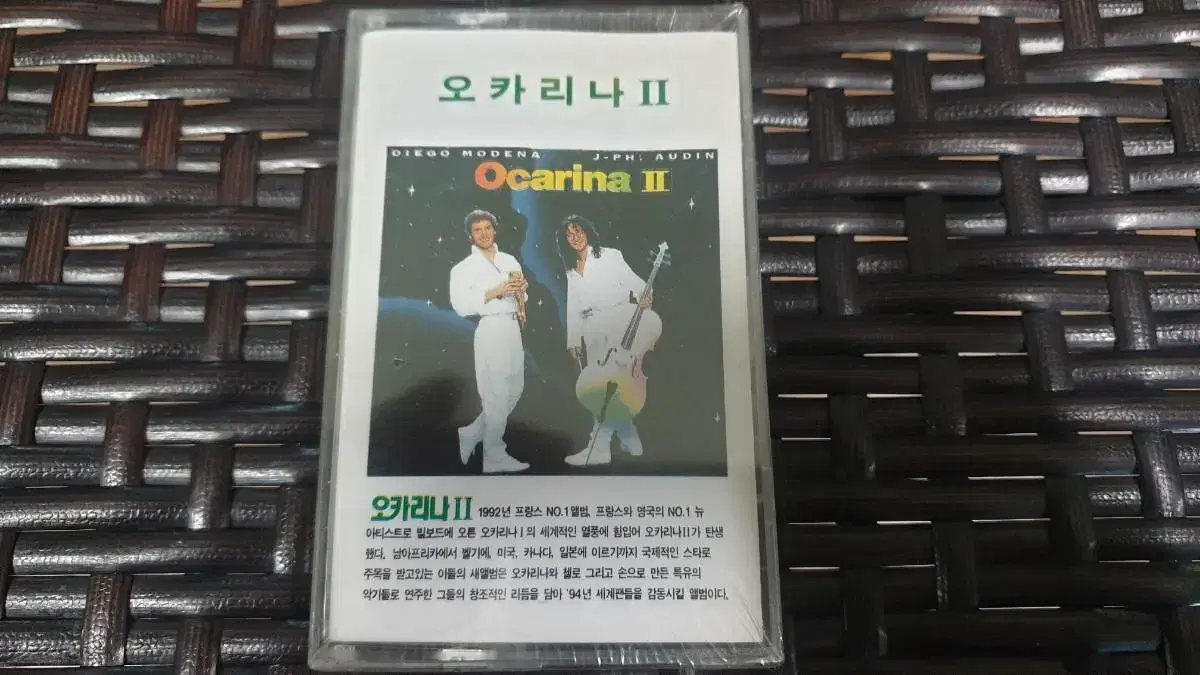 오카리나 II
DIEGO MODENA J-PH. AUDIN
Ocarina II
오카리나 II 1992년 프랑스 NO.1앨범, 프랑스와 영국의 NO.1 뉴
아티스트로 빌보드에 오른 오카리나 I 의 세계적인 열풍에 힘입어 오카리나II가 탄생
했다. 남아프리카에서 벨기에, 미국, 카나다, 일본에 이르기까지 국제적인 스타로
주목을 받고있는 이들의 새앨범은 오카리나와 첼로 그리고 손으로 만든 특유의
악기들로 연주한 그들의 창조적인 리듬을 담아 '94년 세계팬들을 감동시킬 앨범이다.